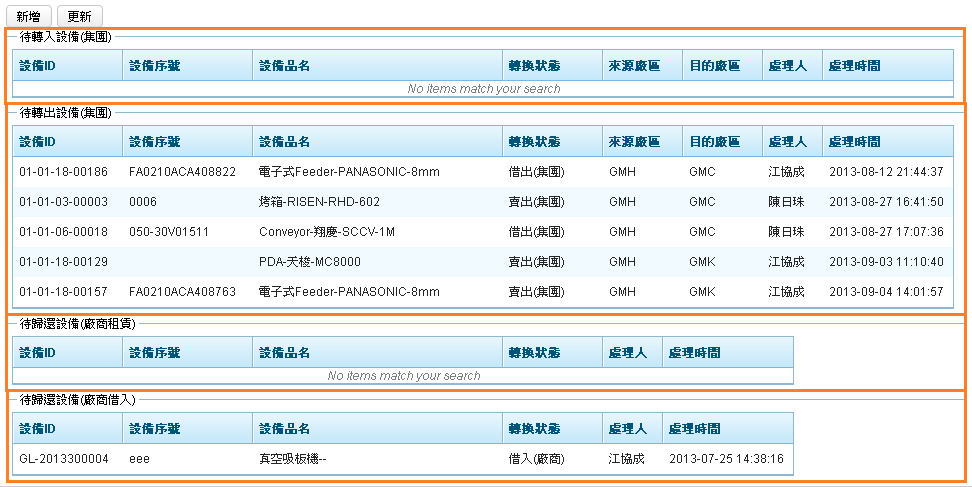 新增 更新
待轉入設備(集團)
設備ID 設備序號 設備品名 轉換狀態 來源廠區 目的廠區 處理人 處理時間
No items match your search
待轉出設備(集團)
設備ID 設備序號 設備品名 轉換狀態 來源廠區 目的廠區 處理人 處理時間
01-01-18-00186 FA0210ACA408822 電子式Feeder-PANASONIC-8mm 借出(集團) GMH GMC 江協成 2013-08-12 21:44:37
01-01-03-00003 0006 烤箱-RISEN-RHD-602 賣出(集團) GMH GMC 陳日珠 2013-08-27 16:41:50
01-01-06-00018 050-30V01511 Conveyor-翔慶-SCCV-1M 借出(集團) GMH GMC 陳日珠 2013-08-27 17:07:36
01-01-18-00129 PDA-天梭-MC8000 賣出(集團) GMH GMK 江協成 2013-09-03 11:10:40
01-01-18-00157 FA0210ACA408763 電子式Feeder-PANASONIC-8mm 賣出(集團) GMH GMK 江協成 2013-09-04 14:01:57
待歸還設備(廠商租賃)
設備ID 設備序號 設備品名 轉換狀態 處理人 處理時間
No items match your search
待歸還設備(廠商借入)
設備ID 設備序號 設備品名 轉換狀態 處理人 處理時間
GL-2013300004 eee 真空吸板機-- 借入(廠商) 江協成 2013-07-25 14:38:16